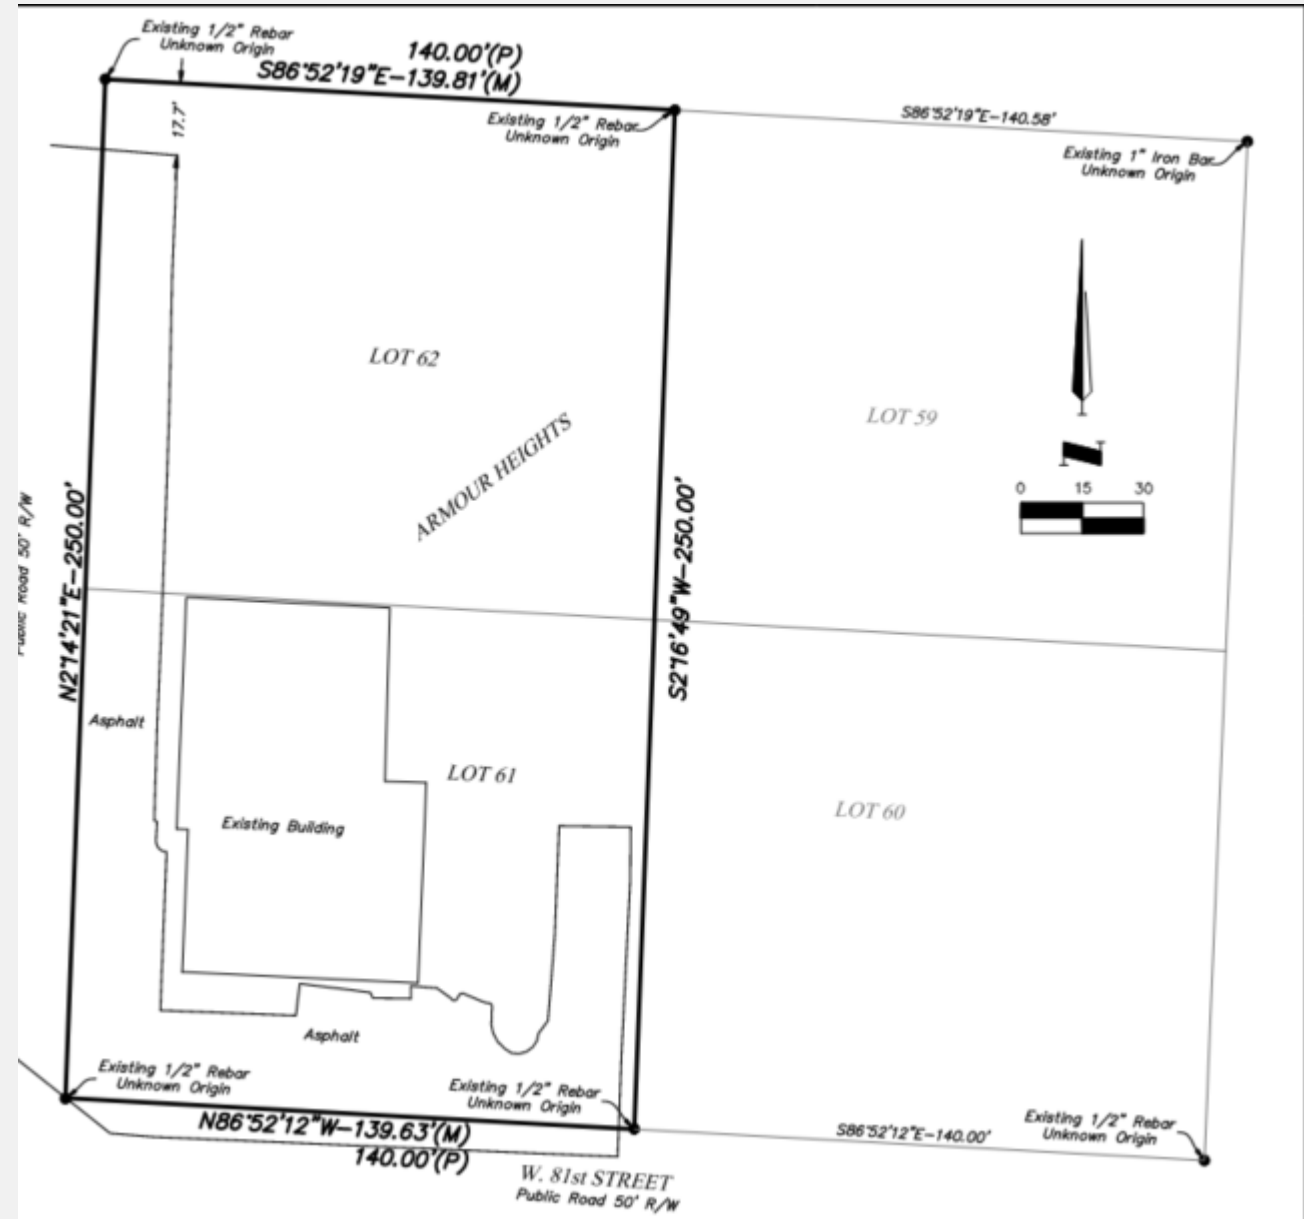 Existing 1/2" Rebar
Unknown Origin
140.00'(P)
S86°52'19"E-139.81'(M)
17.7'
Existing 1/2" Rebar
Unknown Origin
S86°52'19"E-140.58'
Existing 1" Iron Bar
Unknown Origin
LOT 62
ARMOUR HEIGHTS
LOT 59
N
0 15 30
Public Road 50' R/W
N2°14'21"E-250.00'
S2°16'49"W-250.00'
Asphalt
LOT 61
Existing Building
LOT 60
Asphalt
Existing 1/2" Rebar
Unknown Origin
Existing 1/2" Rebar
Unknown Origin
N86°52'12"W-139.63'(M)
140.00'(P)
S86°52'12"E-140.00'
Existing 1/2" Rebar
Unknown Origin
W. 81st STREET
Public Road 50' R/W